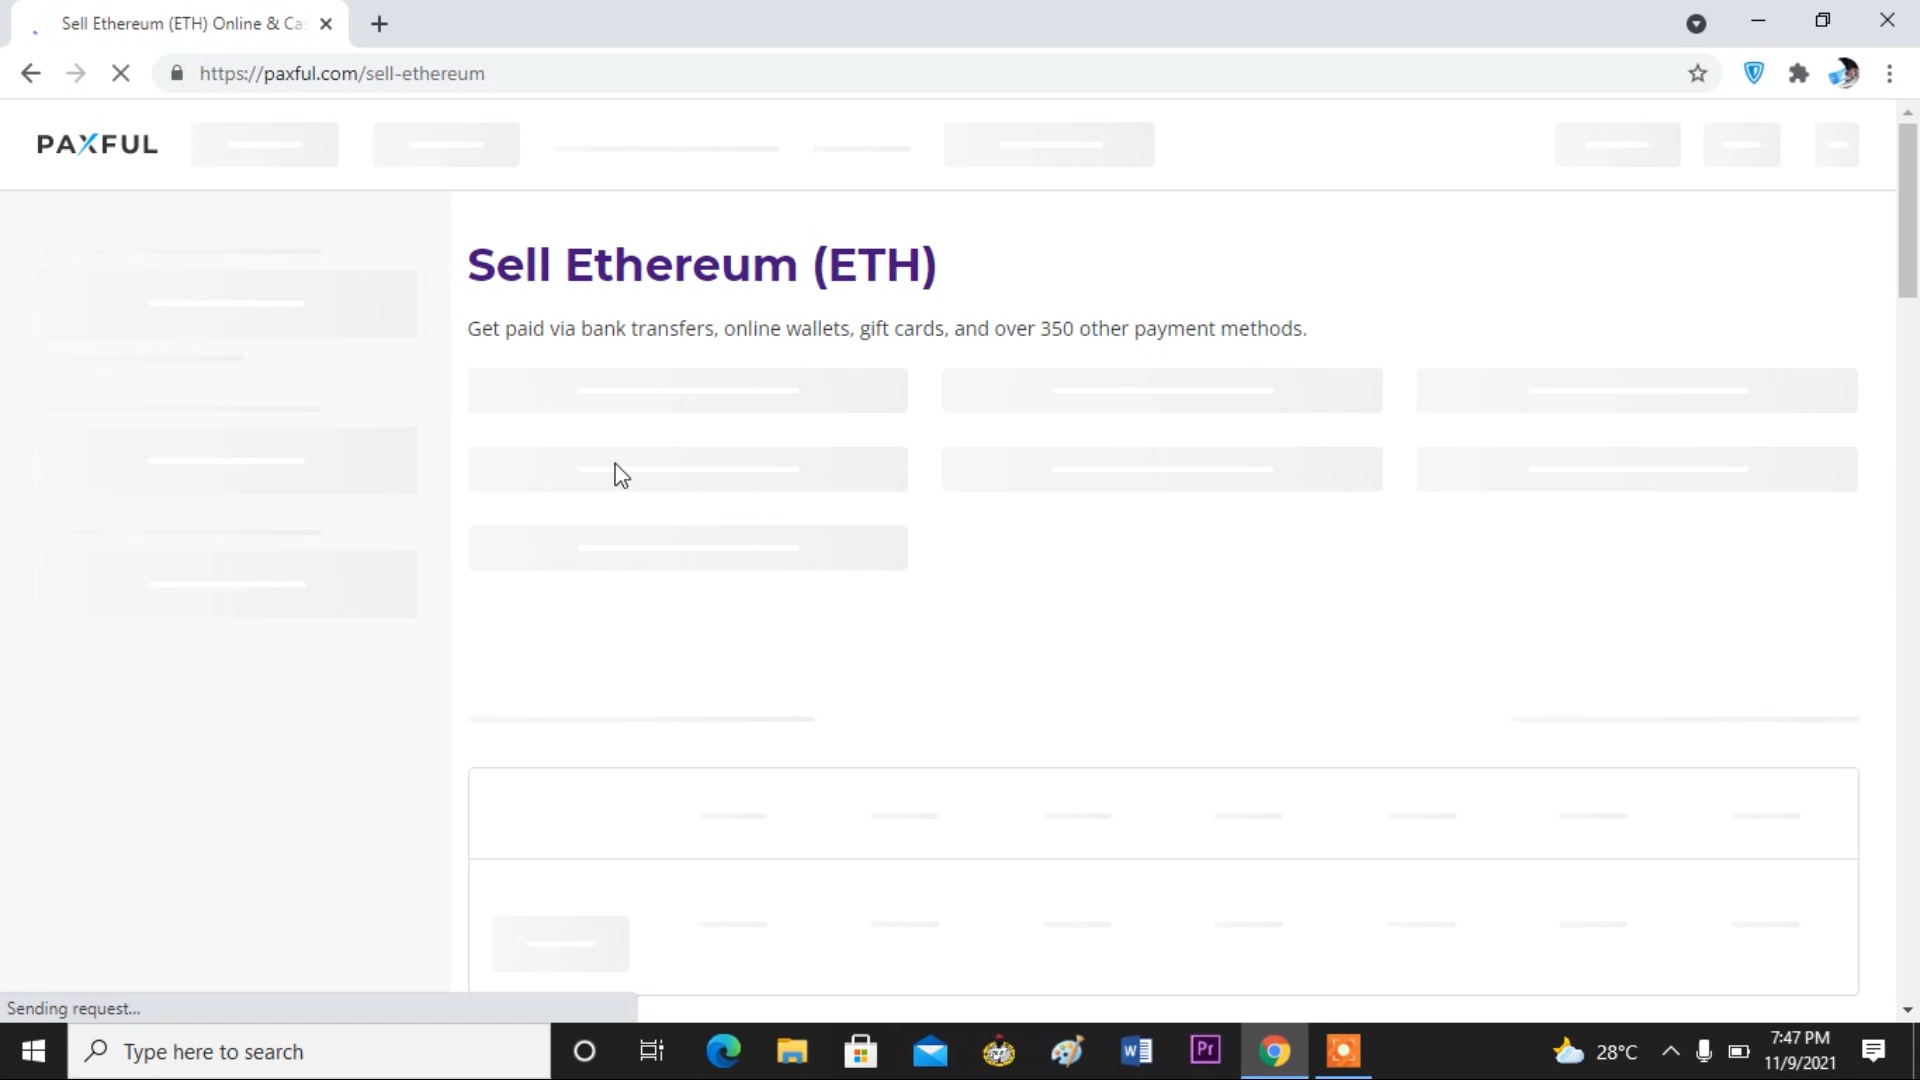 Sell Ethereum (ETH) Online & Ca
https://paxful.com/sell-ethereum
PAXFUL
Sell Ethereum (ETH)
Get paid via bank transfers, online wallets, gift cards, and over 350 other payment methods.
Sending request...
Type here to search
Pr
28°C
7:47 PM
11/9/2021